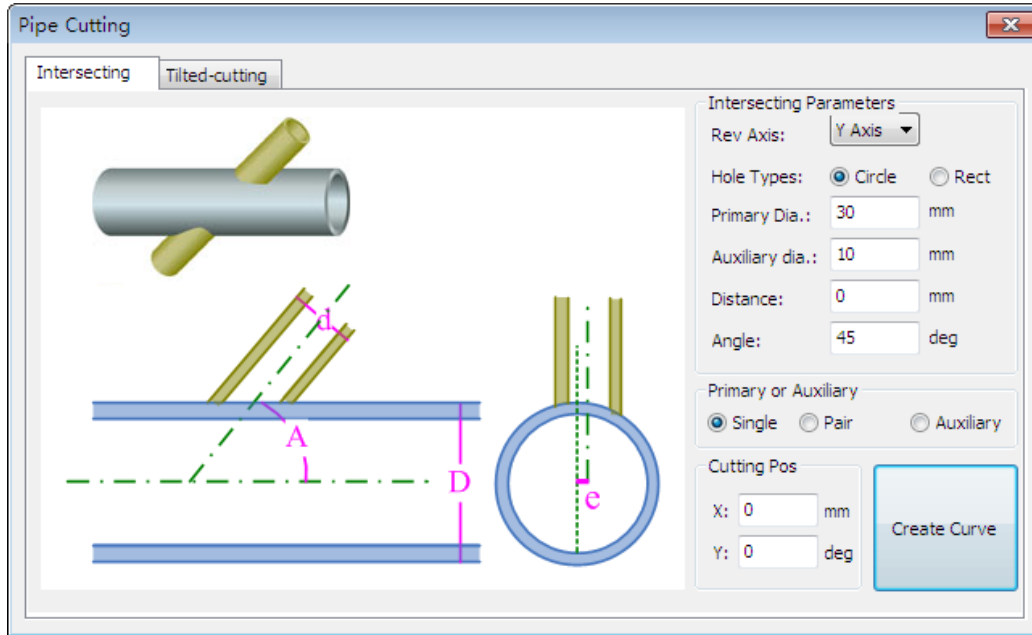 Pipe Cutting
Intersecting
Tilted-cutting
d
A
D
e
Intersecting Parameters
Rev Axis: Y Axis
Hole Types: Circle Rect
Primary Dia.: 30 mm
Auxiliary dia.: 10 mm
Distance: 0 mm
Angle: 45 deg
Primary or Auxiliary
Single Pair Auxiliary
Cutting Pos
X: 0 mm
Y: 0 deg
Create Curve